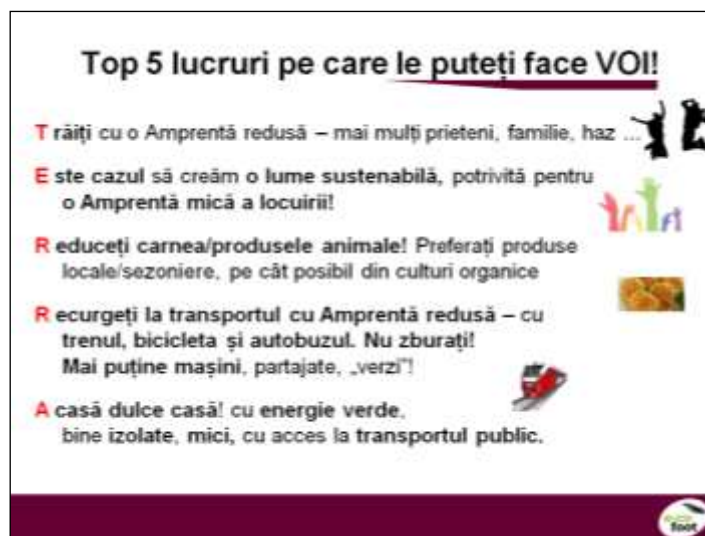 Top 5 lucruri pe care le puteți face VOI!
T răiți cu o Amprentă redusă – mai mulți prieteni, familie, haz ...
E ste cazul să creăm o lume sustenabilă, potrivită pentru
o Amprentă mică a locuirii!
R educeți carnea/produsele animale! Preferați produse
locale/sezoniere, pe cât posibil din culturi organice
R ecurgeți la transportul cu Amprentă redusă – cu
trenul, bicicleta și autobuzul. Nu zburați!
Mai puține mașini, partajate, „verzi”!
A casă dulce casă! cu energie verde,
bine izolate, mici, cu acces la transportul public.
foot